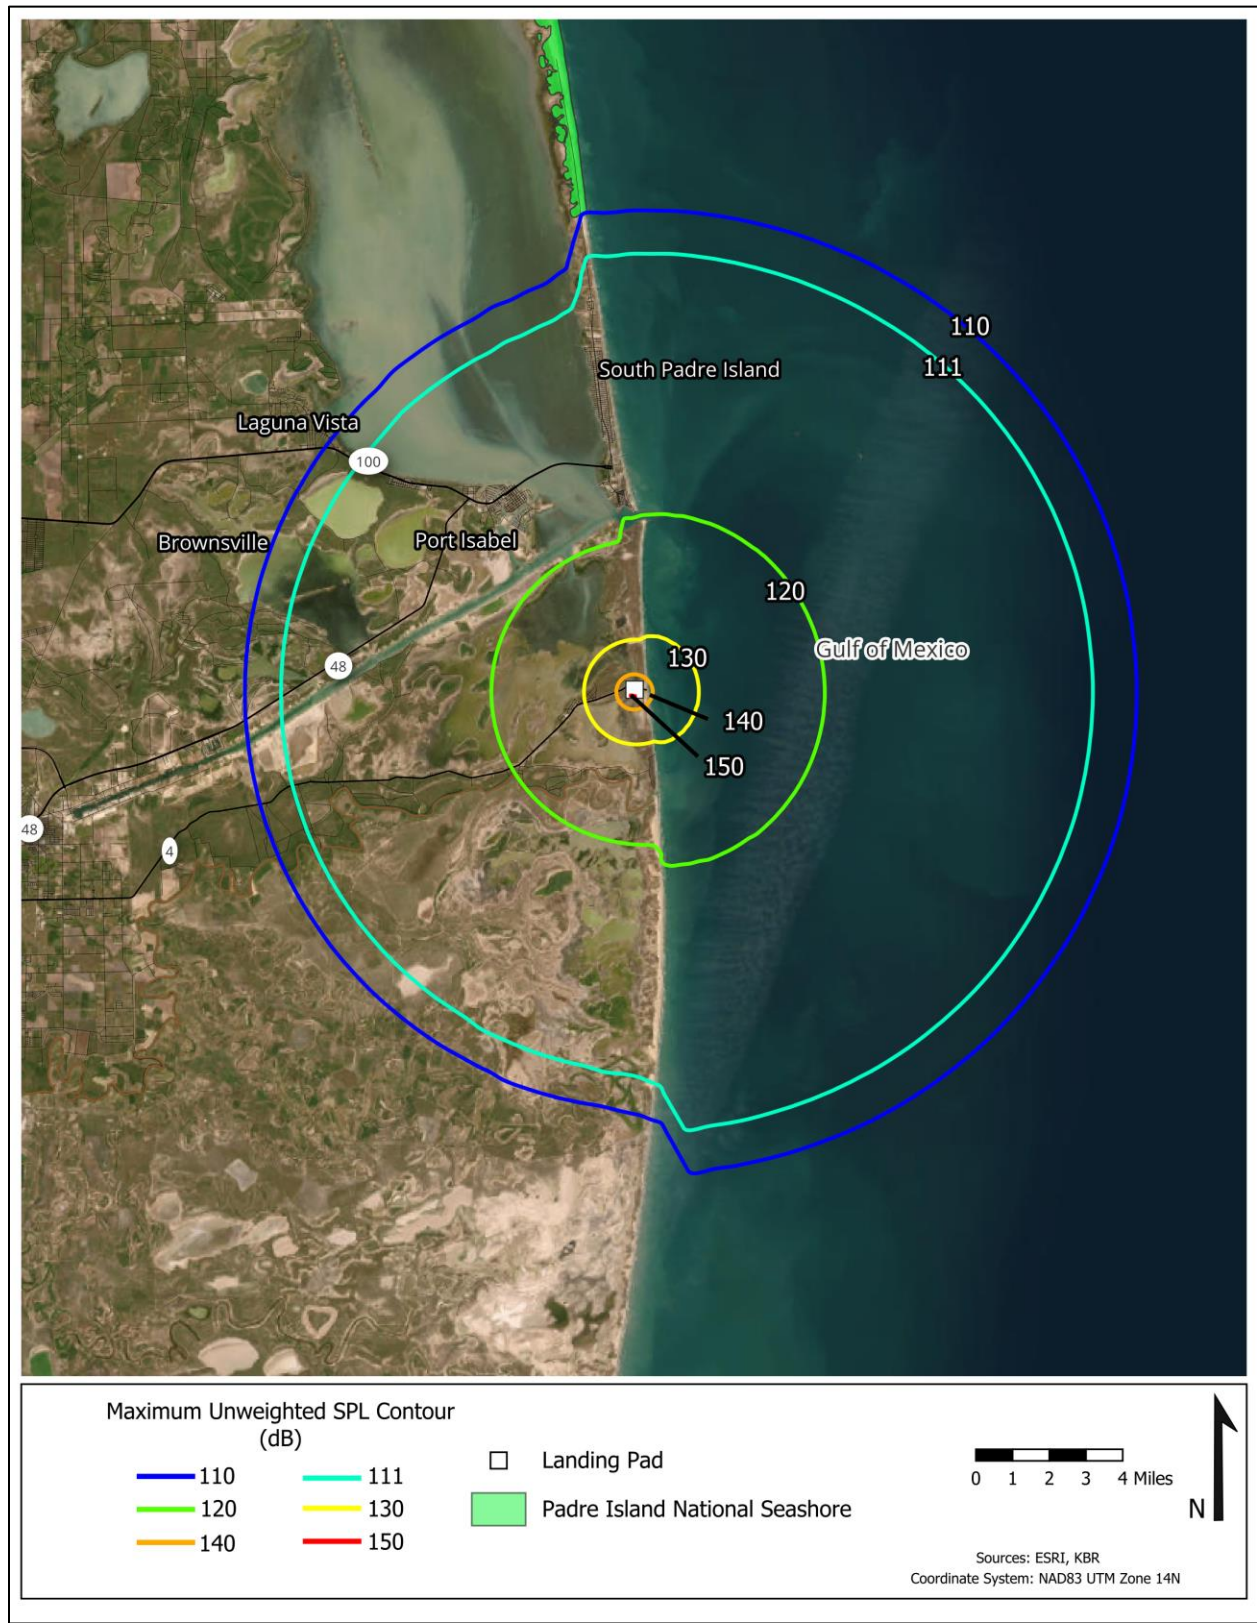 110
111
South Padre Island
Laguna Vista
100
Brownsville
Port Isabel
120
Gulf of Mexico
130
48
140
150
48
4
Maximum Unweighted SPL Contour
(dB)
110
111
120
130
140
150
Landing Pad
Padre Island National Seashore
0 1 2 3 4 Miles
N
Sources: ESRI, KBR
Coordinate System: NAD83 UTM Zone 14N